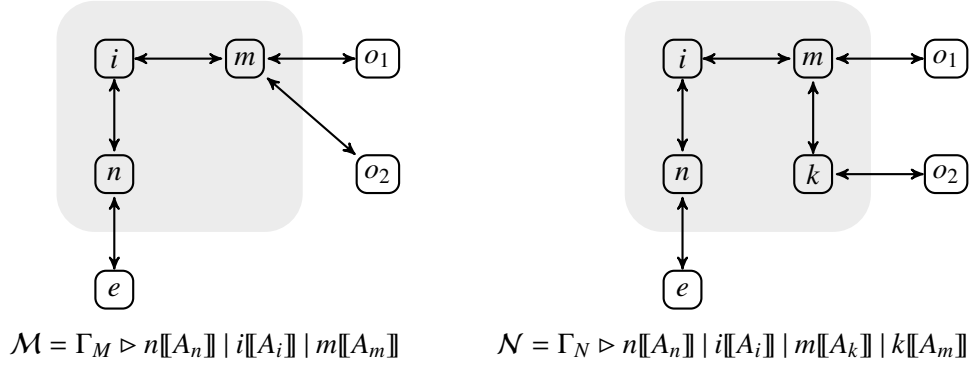 i m o₁ i m o₁
n o₂ n k o₂
e e
ℳ = Γ_M ▷ n⟦A_n⟧ | i⟦A_i⟧ | m⟦A_m⟧ 𝒩 = Γ_N ▷ n⟦A_n⟧ | i⟦A_i⟧ | m⟦A_k⟧ | k⟦A_m⟧